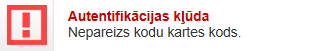 Autentifikācijas kļūda
Nepareizs kodu kartes kods.